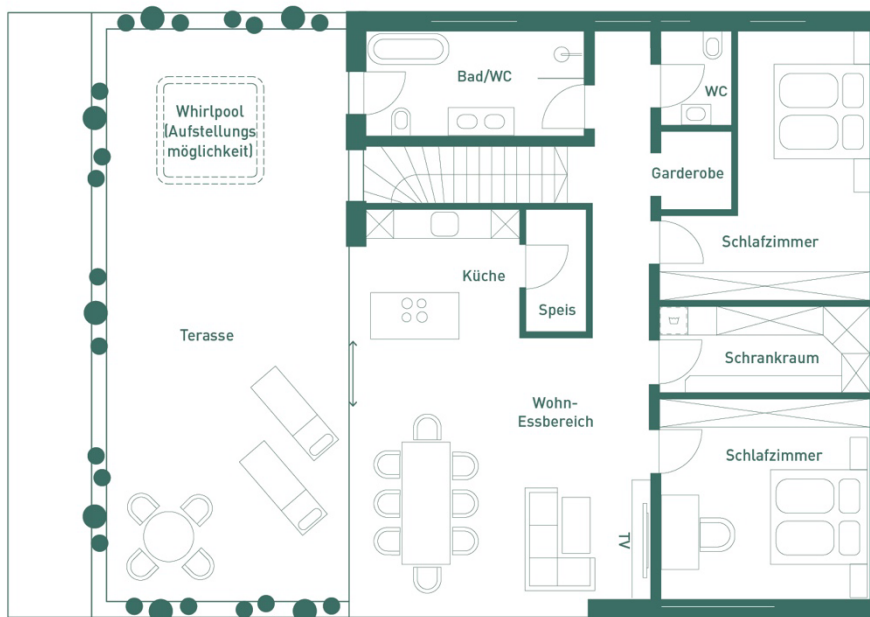 Bad/WC
WC
Whirlpool
(Aufstellungs
möglichkeit)
Garderobe
Schlafzimmer
Küche
Speis
Terasse
Schrankraum
Wohn-
Essbereich
Schlafzimmer
TV